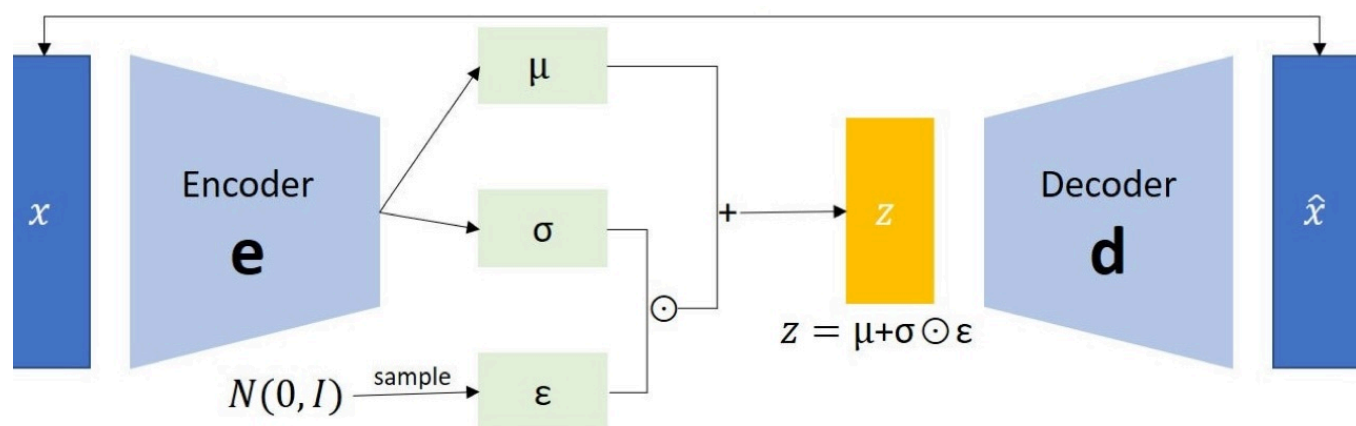 x
Encoder
e
μ
σ
ε
N(0, I)
sample
⊙
+
z
z = μ+σ⊙ε
Decoder
d
x̂